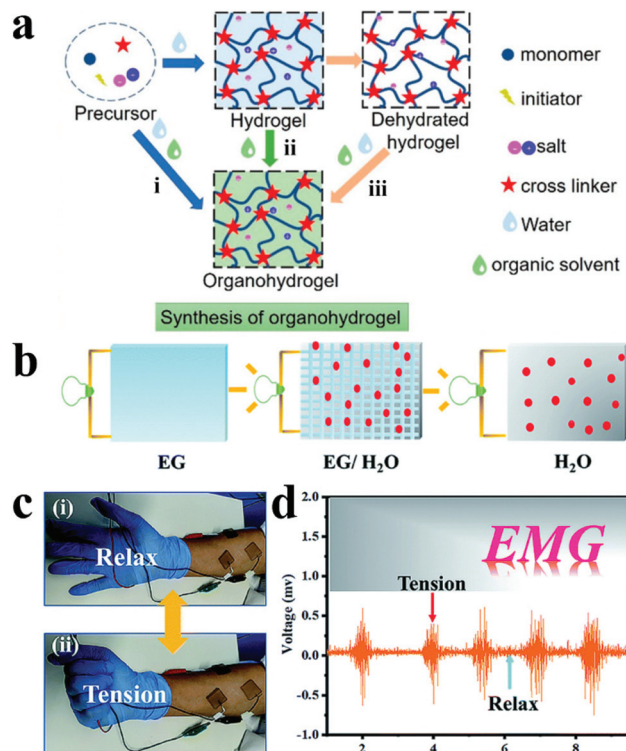 a
Precursor
Hydrogel
Dehydrated
hydrogel
i
ii
iii
Organohydrogel
Synthesis of organohydrogel
monomer
initiator
salt
cross linker
Water
organic solvent
b
EG
EG/ H₂O
H₂O
c
(i)
Relax
(ii)
Tension
d
EMG
Tension
Relax
Voltage (mv)
2.0
1.5
1.0
0.5
0.0
-0.5
-1.0
2 4 6 8